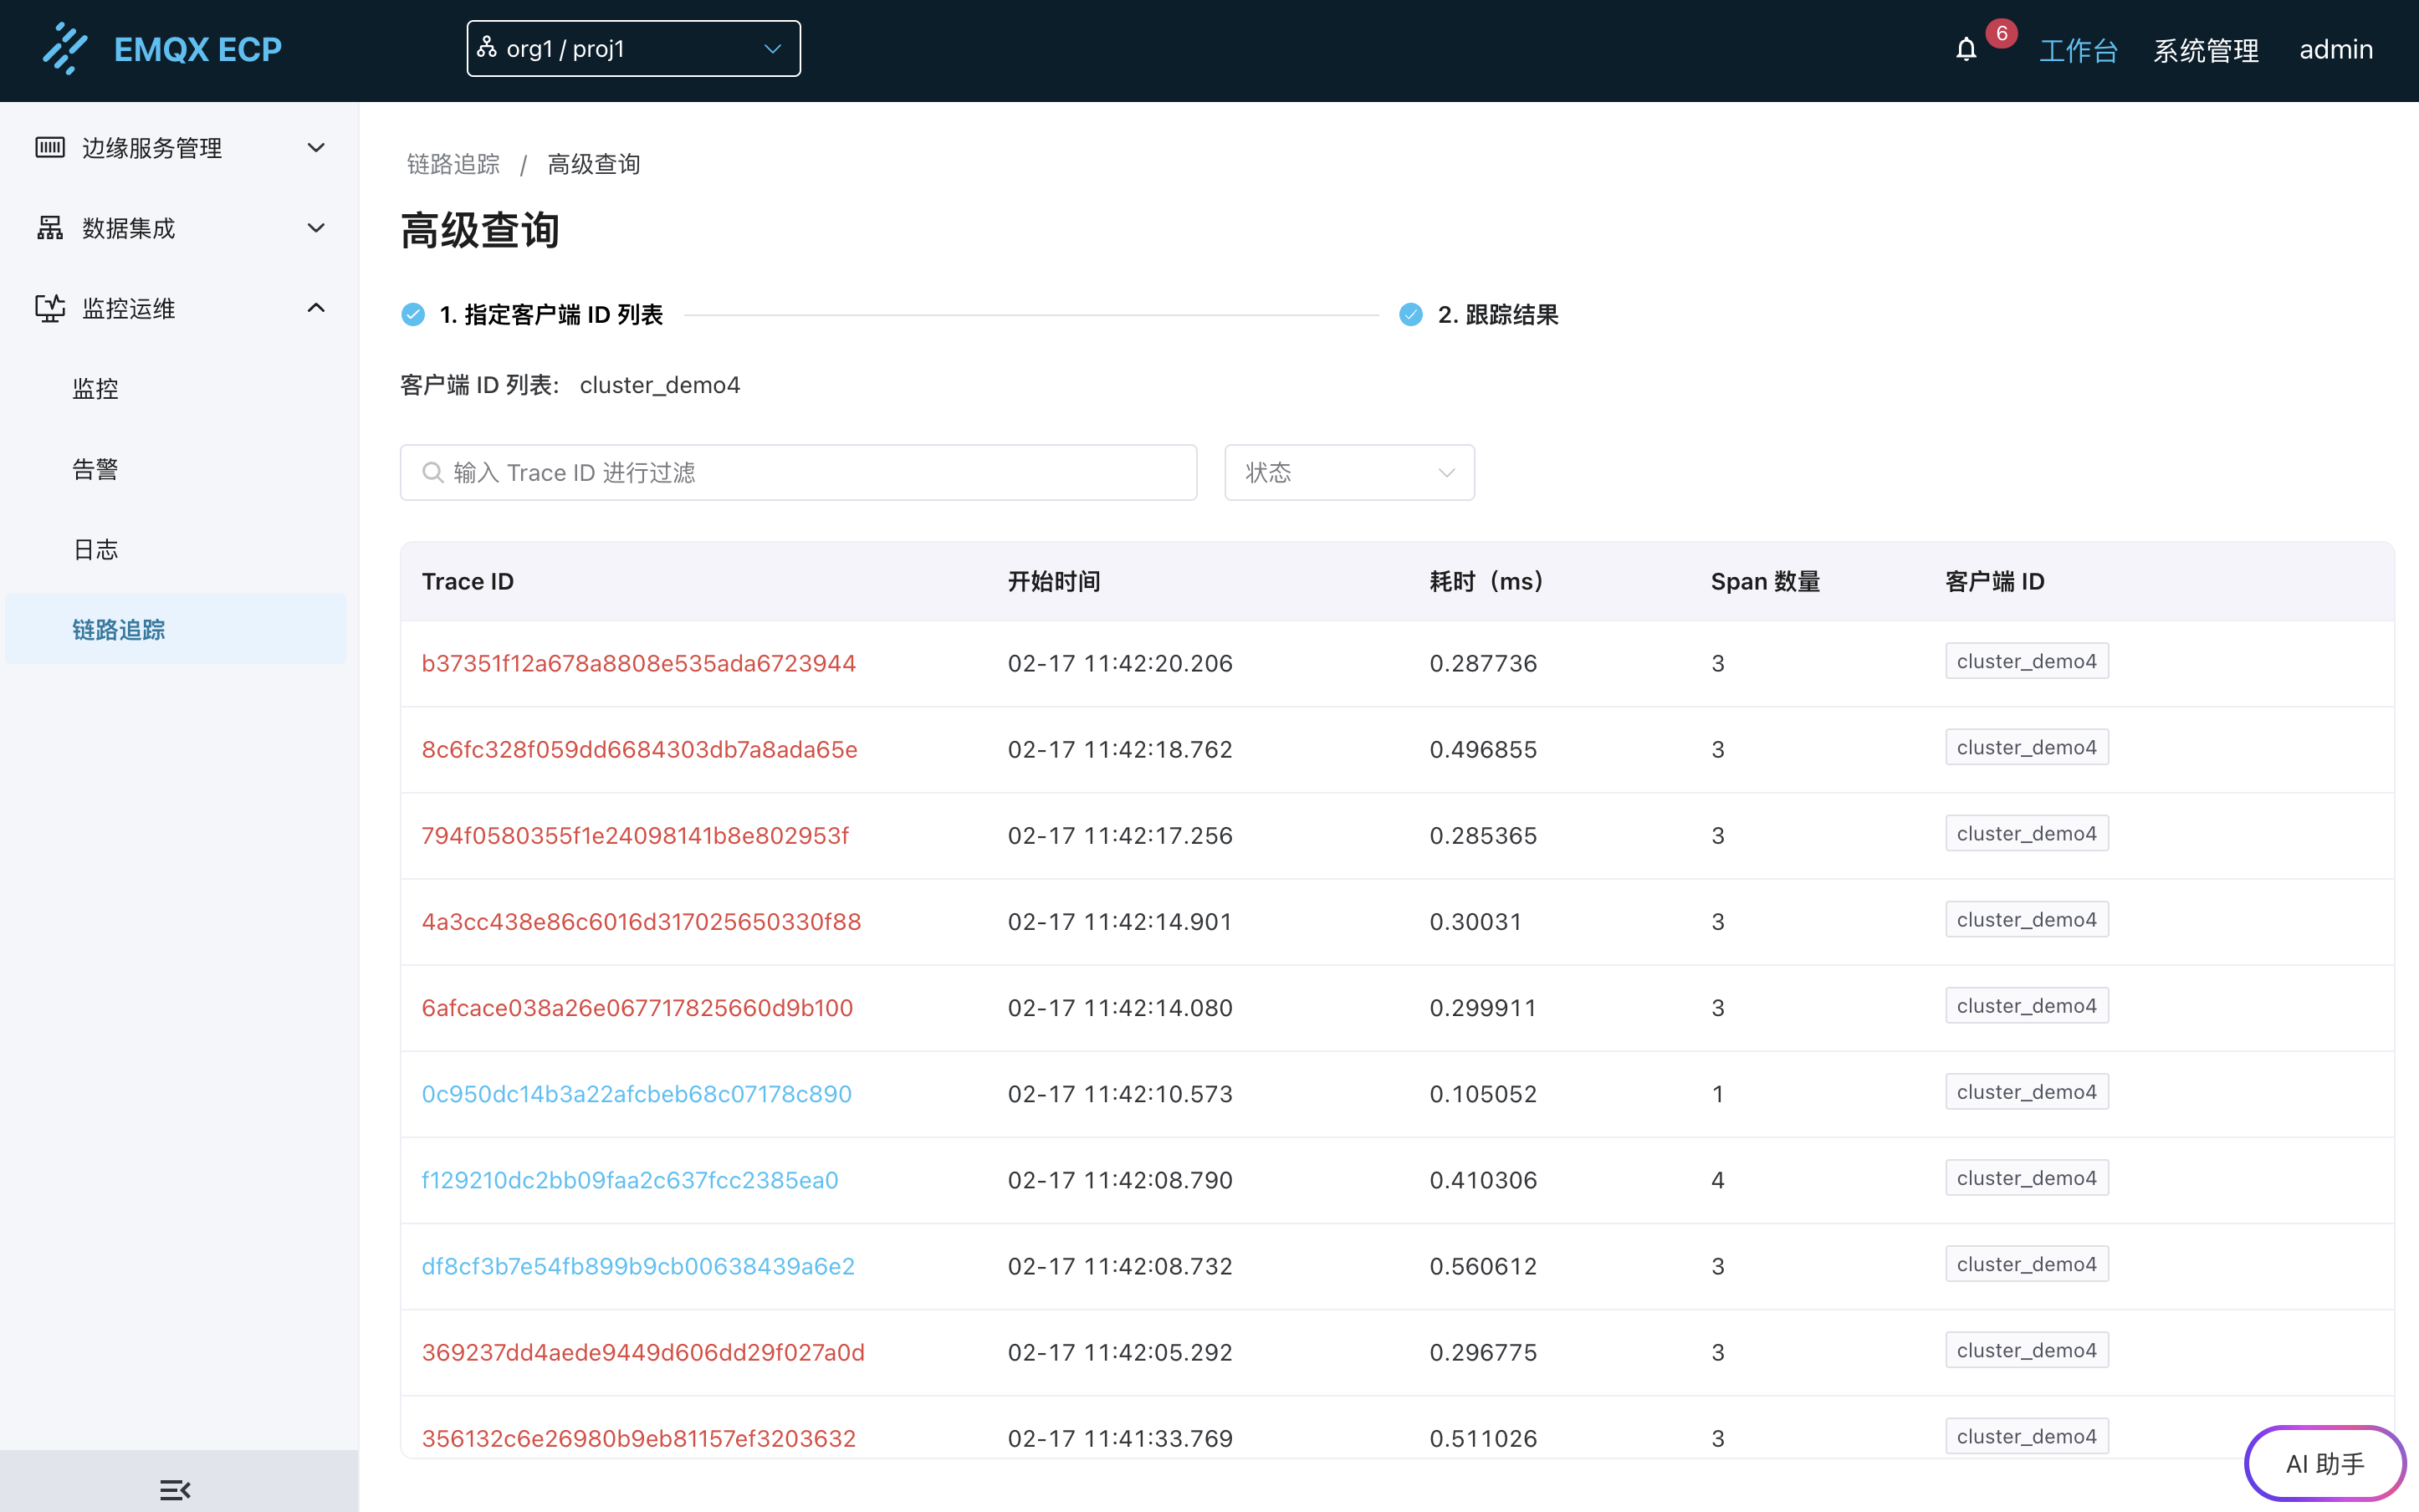 EMQX ECP
org1 / proj1
6
工作台
系统管理
admin
边缘服务管理
数据集成
监控运维
监控
告警
日志
链路追踪
链路追踪 / 高级查询
高级查询
1. 指定客户端 ID 列表
2. 跟踪结果
客户端 ID 列表: cluster_demo4
输入 Trace ID 进行过滤
状态
Trace ID 开始时间 耗时（ms） Span 数量 客户端 ID
b37351f12a678a8808e535ada6723944 02-17 11:42:20.206 0.287736 3 cluster_demo4
8c6fc328f059dd6684303db7a8ada65e 02-17 11:42:18.762 0.496855 3 cluster_demo4
794f0580355f1e24098141b8e802953f 02-17 11:42:17.256 0.285365 3 cluster_demo4
4a3cc438e86c6016d317025650330f88 02-17 11:42:14.901 0.30031 3 cluster_demo4
6afcace038a26e067717825660d9b100 02-17 11:42:14.080 0.299911 3 cluster_demo4
0c950dc14b3a22afcbeb68c07178c890 02-17 11:42:10.573 0.105052 1 cluster_demo4
f129210dc2bb09faa2c637fcc2385ea0 02-17 11:42:08.790 0.410306 4 cluster_demo4
df8cf3b7e54fb899b9cb00638439a6e2 02-17 11:42:08.732 0.560612 3 cluster_demo4
369237dd4aede9449d606dd29f027a0d 02-17 11:42:05.292 0.296775 3 cluster_demo4
356132c6e26980b9eb81157ef3203632 02-17 11:41:33.769 0.511026 3 cluster_demo4
AI 助手